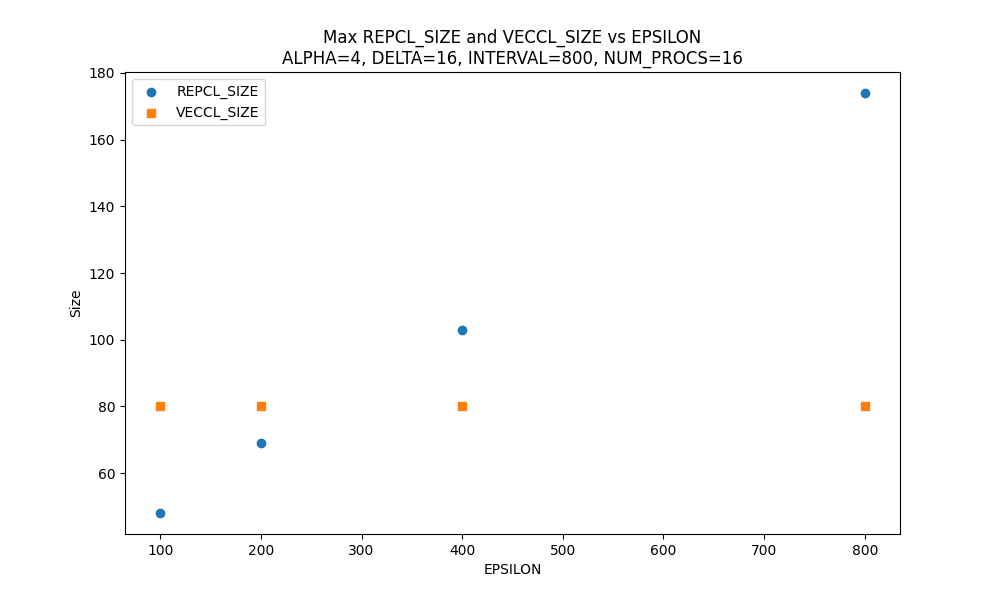 Max REPCL_SIZE and VECCL_SIZE vs EPSILON
ALPHA=4, DELTA=16, INTERVAL=800, NUM_PROCS=16
REPCL_SIZE
VECCL_SIZE
Size
180
160
140
120
100
80
60
100 200 300 400 500 600 700 800
EPSILON